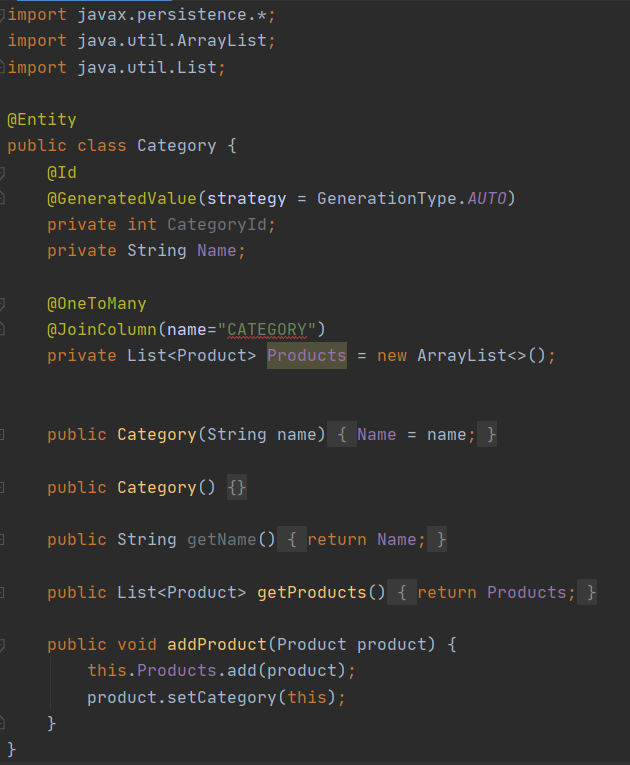 import javax.persistence.*;
import java.util.ArrayList;
import java.util.List;

@Entity
public class Category {
    @Id
    @GeneratedValue(strategy = GenerationType.AUTO)
    private int CategoryId;
    private String Name;

    @OneToMany
    @JoinColumn(name="CATEGORY")
    private List<Product> Products = new ArrayList<>();


    public Category(String name) { Name = name; }

    public Category() {}

    public String getName() { return Name; }

    public List<Product> getProducts() { return Products; }

    public void addProduct(Product product) {
        this.Products.add(product);
        product.setCategory(this);
    }
}